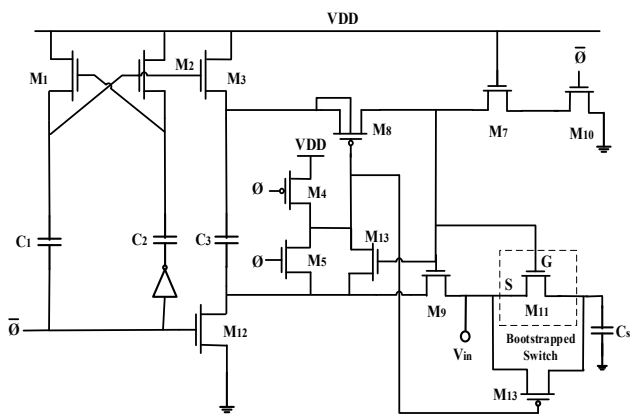 VDD
M1
M2
M3
Ø̅
M8
M7
M10
VDD
Ø
M4
C1
C2
C3
M13
Ø
M5
G
S
M9
M11
Ø̅
M12
Cs
Vin
Bootstrapped
Switch
M13